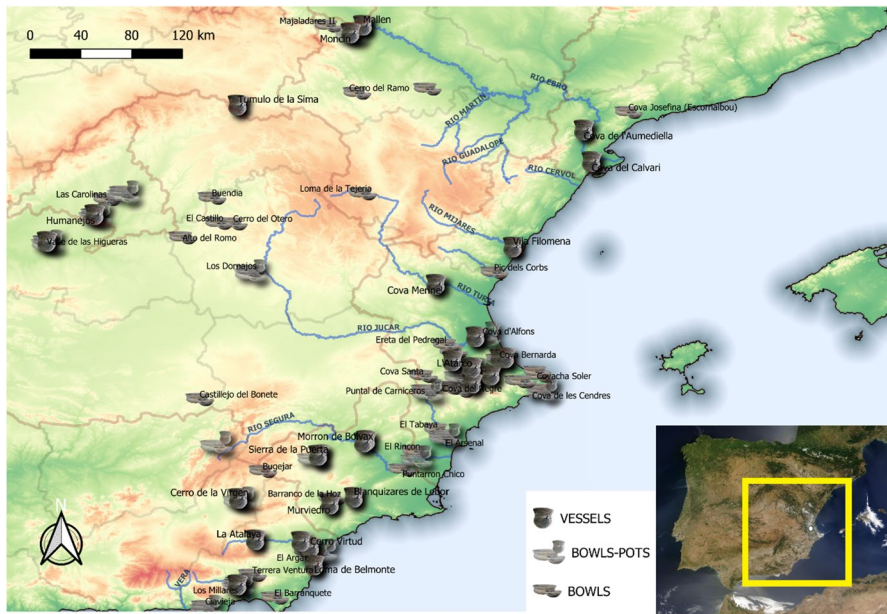 Majaladares II
Mallen
Moncin
0 40 80 120 km
RIO EBRO
Cerro del Ramo
Tumulo de la Sima
RIO MARTIN
Cova Josefina (Escornalbou)
Cova de l'Aumediella
RIO GUADALOPE
Cova del Calvari
RIO CERVOL
Las Carolinas
Buendia
Loma de la Tejeria
Humanejos
El Castillo
Cerro del Otero
RIO MIJARES
Valle de las Higueras
Alto del Romo
Vila Filomena
Los Dornajos
Pic dels Corbs
Cova Merinel
RIO TURIA
RIO JUCAR
Cova d'Alfons
Ereta del Pedregal
L'Atarco
Cova Bernarda
Cova Santa
Covacha Soler
Puntal de Carniceros
Cova del Negre
Cova de les Cendres
Castillejo del Bonete
RIO SEGURA
El Tabaya
Morron de Bolvax
El Rincon
El Arsenal
Sierra de la Puerta
Bugejar
Puntarron Chico
Cerro de la Virgen
Barranco de la Hoz
Blanquizares de Lebor
Murviedro
N
La Atalaya
Cerro Virtud
El Argar
Terrera Ventura
Loma de Belmonte
VERA
Los Millares
El Barranquete
Ciavieja
VESSELS
BOWLS-POTS
BOWLS